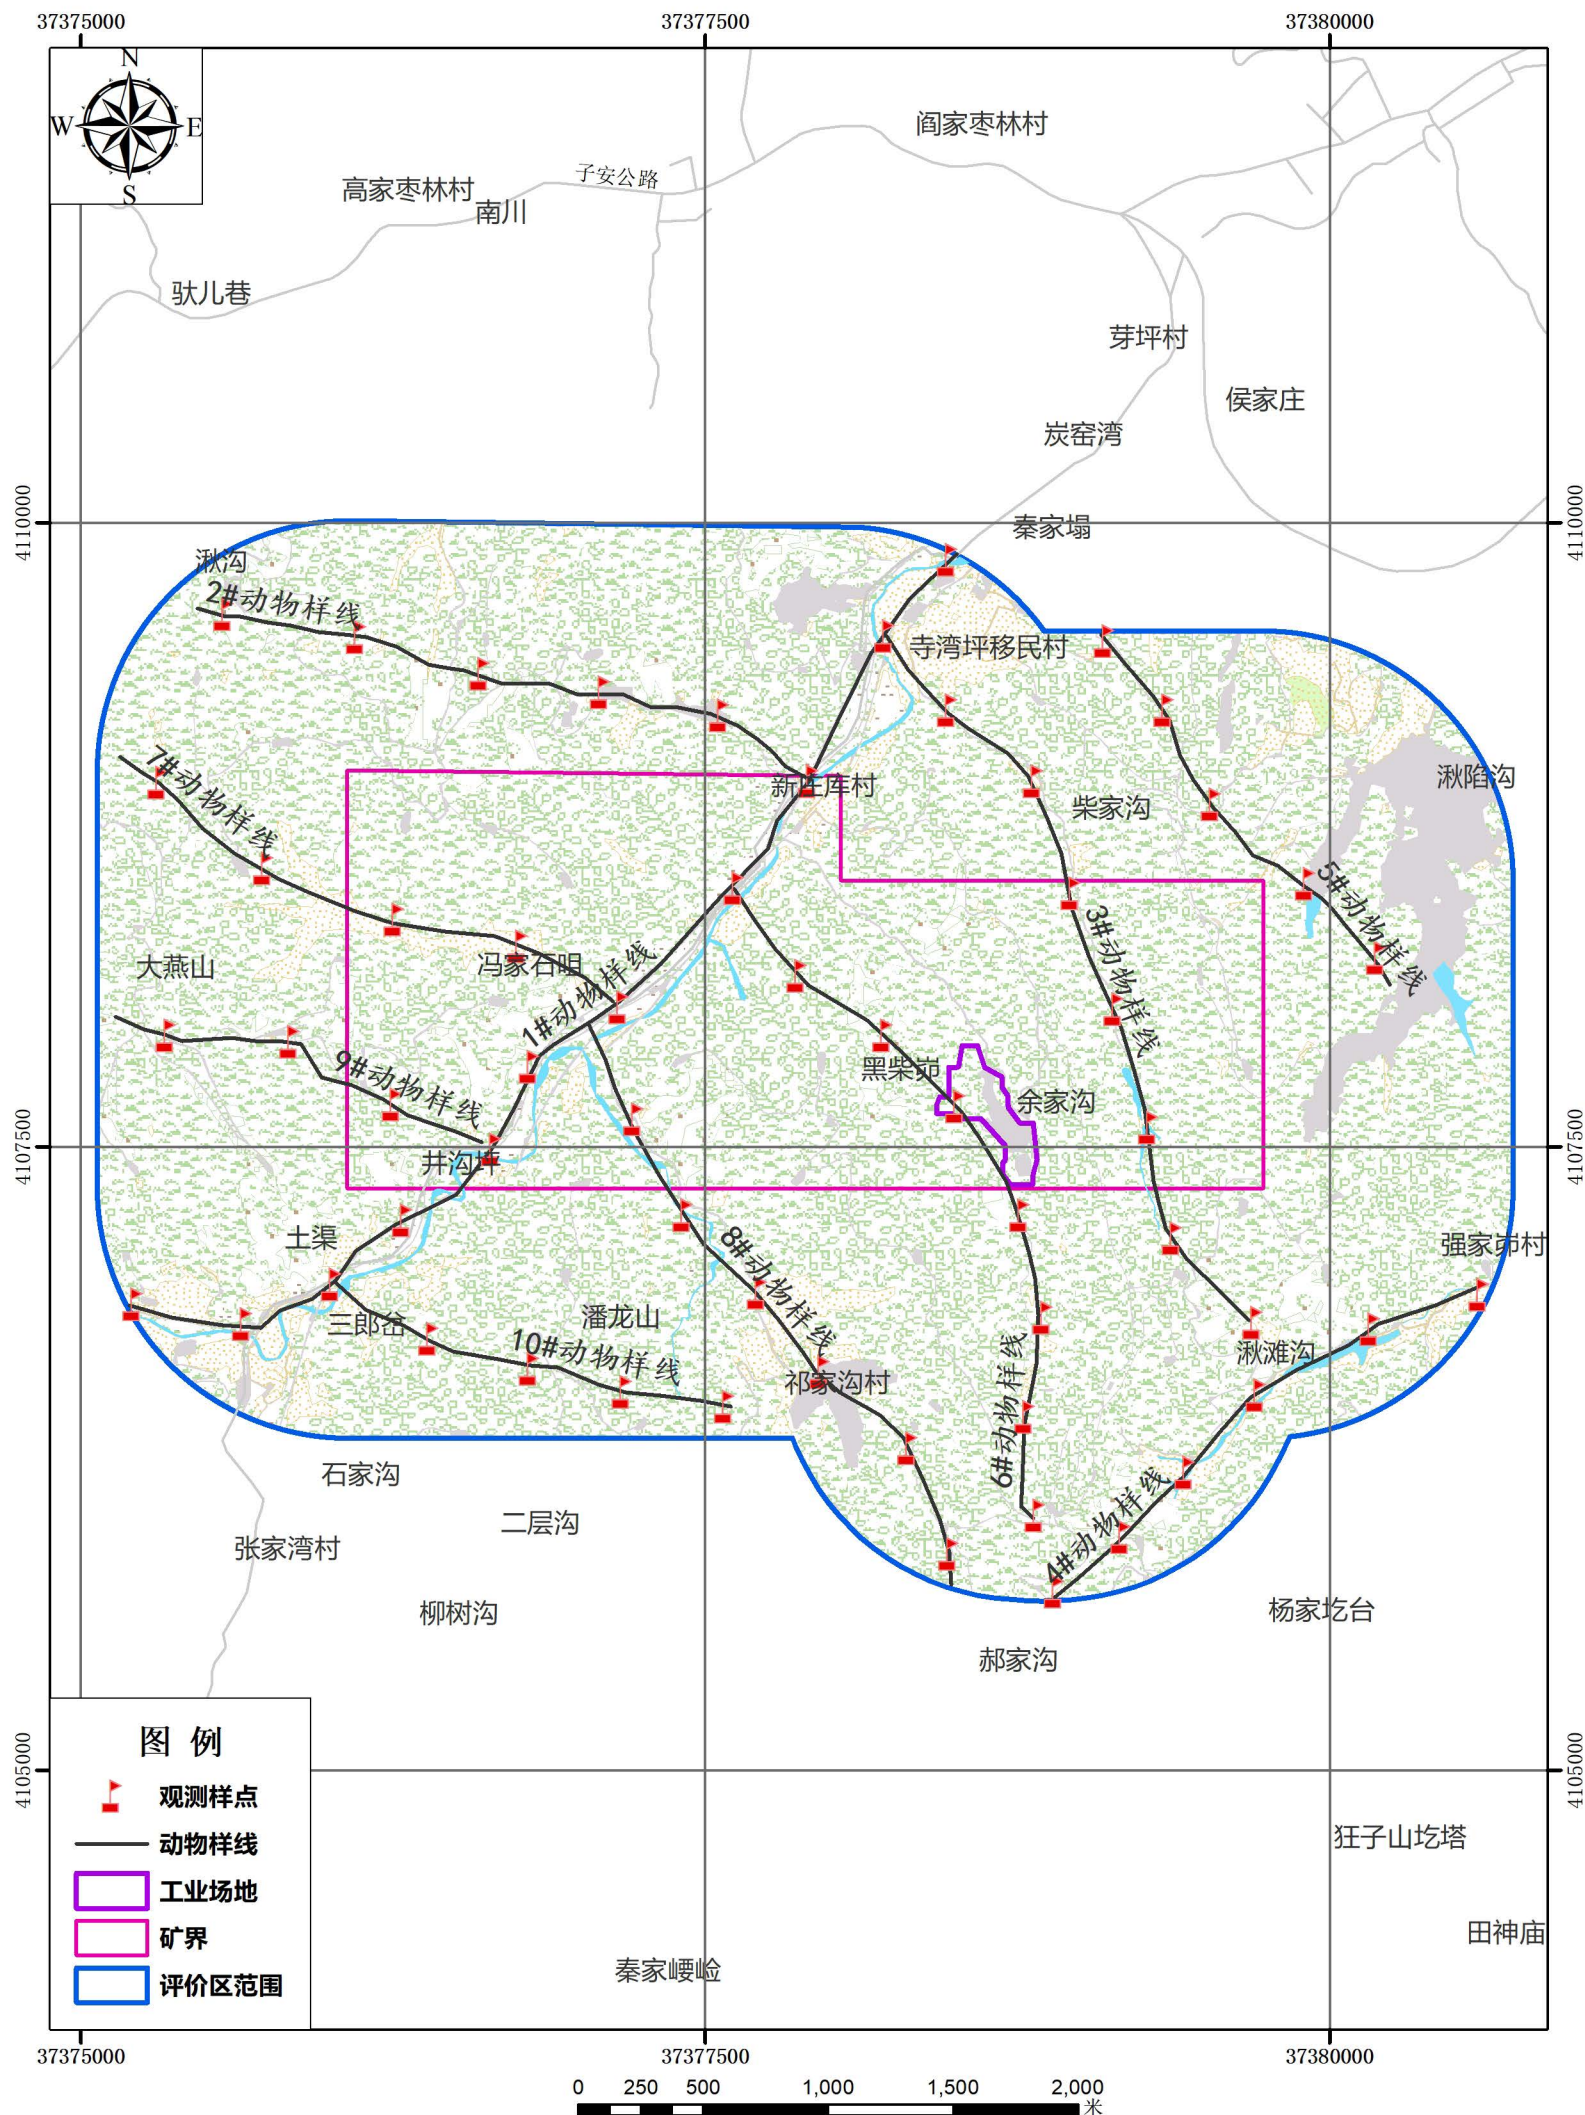 37375000
37377500
37380000
N
W
E
S
阎家枣林村
子安公路
高家枣林村
南川
驮儿巷
芽坪村
侯家庄
炭窑湾
4110000
4110000
秦家塌
湫沟
2#动物样线
寺湾坪移民村
7#动物样线
新庄库村
湫陷沟
柴家沟
5#动物样线
3#动物样线
大燕山
冯家石咀
1#动物样线
9#动物样线
黑柴峁
余家沟
4107500
4107500
井沟坪
土渠
8#动物样线
强家峁村
三郎岔
潘龙山
10#动物样线
湫滩沟
祁家沟村
6#动物样线
石家沟
二层沟
4#动物样线
张家湾村
柳树沟
杨家圪台
郝家沟
图 例
4105000
4105000
观测样点
动物样线
工业场地
矿界
评价区范围
狂子山圪塔
田神庙
秦家崾崄
37375000
37377500
37380000
0 250 500 1,000 1,500 2,000
米